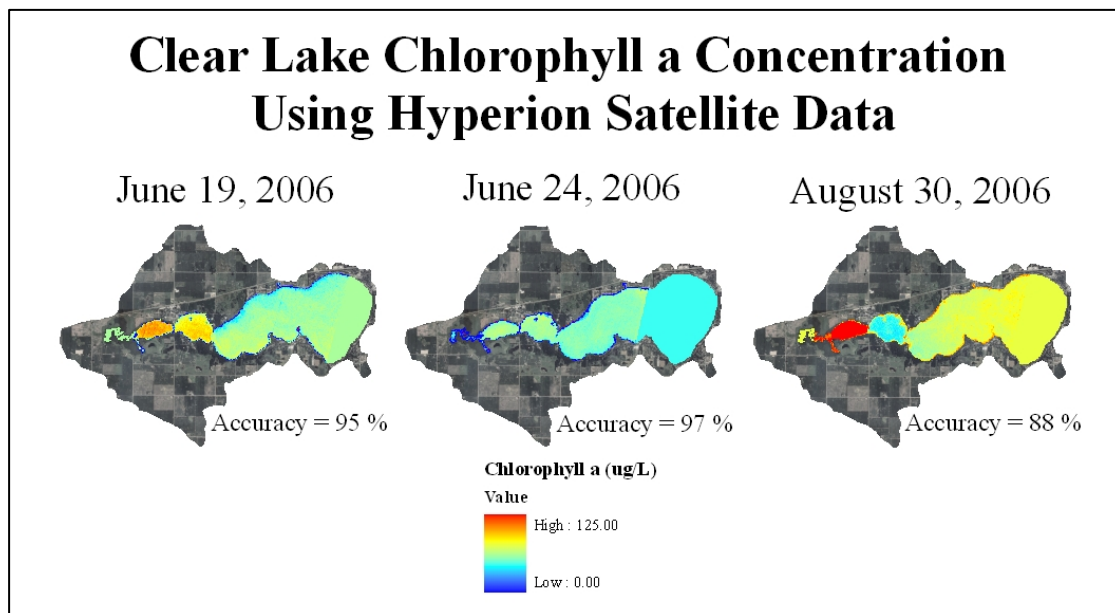 Clear Lake Chlorophyll a Concentration
Using Hyperion Satellite Data
June 19, 2006
June 24, 2006
August 30, 2006
Accuracy = 95 %
Accuracy = 97 %
Accuracy = 88 %
Chlorophyll a (ug/L)
Value
High : 125.00
Low : 0.00